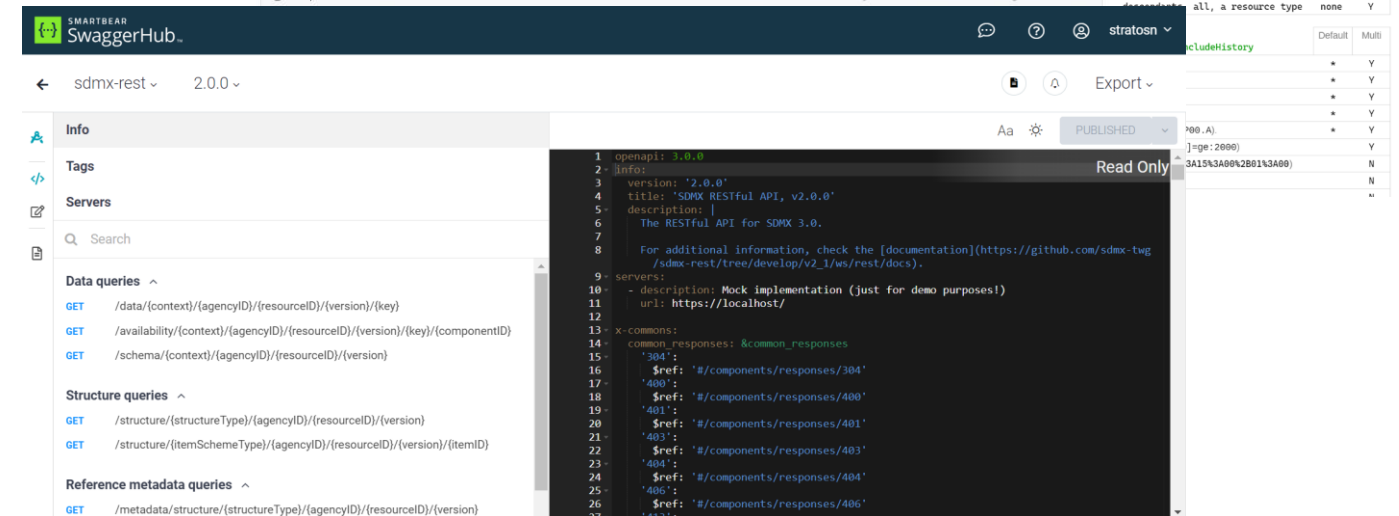 SMARTBEAR
SwaggerHub
stratosn
sdmx-rest
2.0.0
Export
Info
Tags
Servers
Search
Data queries
GET /data/{context}/{agencyID}/{resourceID}/{version}/{key}
GET /availability/{context}/{agencyID}/{resourceID}/{version}/{key}/{componentID}
GET /schema/{context}/{agencyID}/{resourceID}/{version}
Structure queries
GET /structure/{structureType}/{agencyID}/{resourceID}/{version}
GET /structure/{itemSchemeType}/{agencyID}/{resourceID}/{version}/{itemID}
Reference metadata queries
GET /metadata/structure/{structureType}/{agencyID}/{resourceID}/{version}
Aa
PUBLISHED
Read Only
1 openapi: 3.0.0
2 info:
3 version: '2.0.0'
4 title: 'SDMX RESTful API, v2.0.0'
5 description: |
6 The RESTful API for SDMX 3.0.
7
8 For additional information, check the [documentation](https://github.com/sdmx-twg
/sdmx-rest/tree/develop/v2_1/ws/rest/docs).
9 servers:
10 - description: Mock implementation (just for demo purposes!)
11 url: https://localhost/
12
13 x-commons:
14 common_responses: &common_responses
15 '304':
16 $ref: '#/components/responses/304'
17 '400':
18 $ref: '#/components/responses/400'
19 '401':
20 $ref: '#/components/responses/401'
21 '403':
22 $ref: '#/components/responses/403'
23 '404':
24 $ref: '#/components/responses/404'
25 '406':
26 $ref: '#/components/responses/406'
all, a resource type none Y
Default Multi
ncludeHistory
* Y
* Y
* Y
* Y
P00.A). * Y
]=ge:2000) Y
3A15%3A00%2B01%3A00) N
N